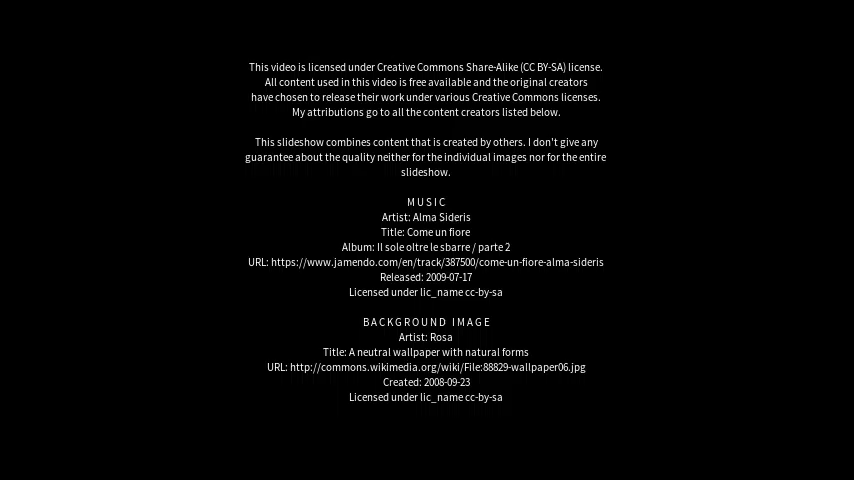 This video is licensed under Creative Commons Share-Alike (CC BY-SA) license.
All content used in this video is free available and the original creators
have chosen to release their work under various Creative Commons licenses.
My attributions go to all the content creators listed below.
This slideshow combines content that is created by others. I don't give any
guarantee about the quality neither for the individual images nor for the entire
slideshow.
MUSIC
Artist: Alma Sideris
Title: Come un fiore
Album: Il sole oltre le sbarre / parte 2
URL: https://www.jamendo.com/en/track/387500/come-un-fiore-alma-sideris
Released: 2009-07-17
Licensed under lic_name cc-by-sa
BACKGROUND IMAGE
Artist: Rosa
Title: A neutral wallpaper with natural forms
URL: http://commons.wikimedia.org/wiki/File:88829-wallpaper06.jpg
Created: 2008-09-23
Licensed under lic_name cc-by-sa